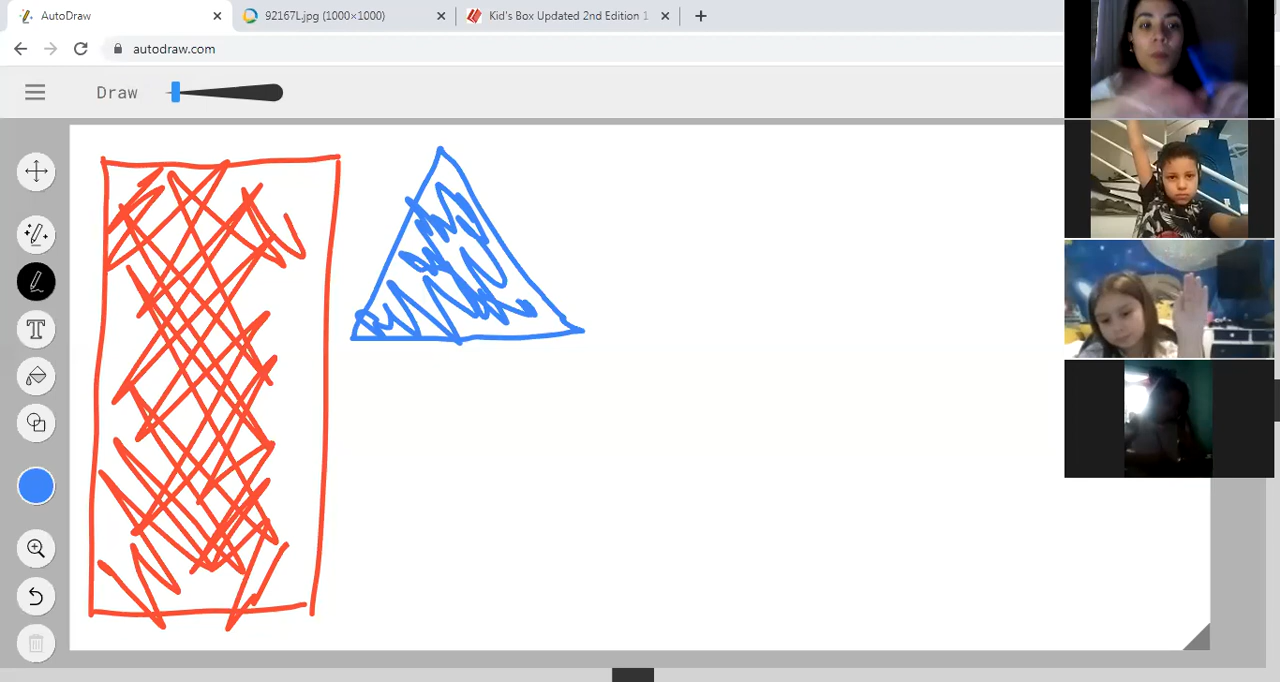 AutoDraw
92167L.jpg (1000×1000)
Kid's Box Updated 2nd Edition 1
autodraw.com
Draw